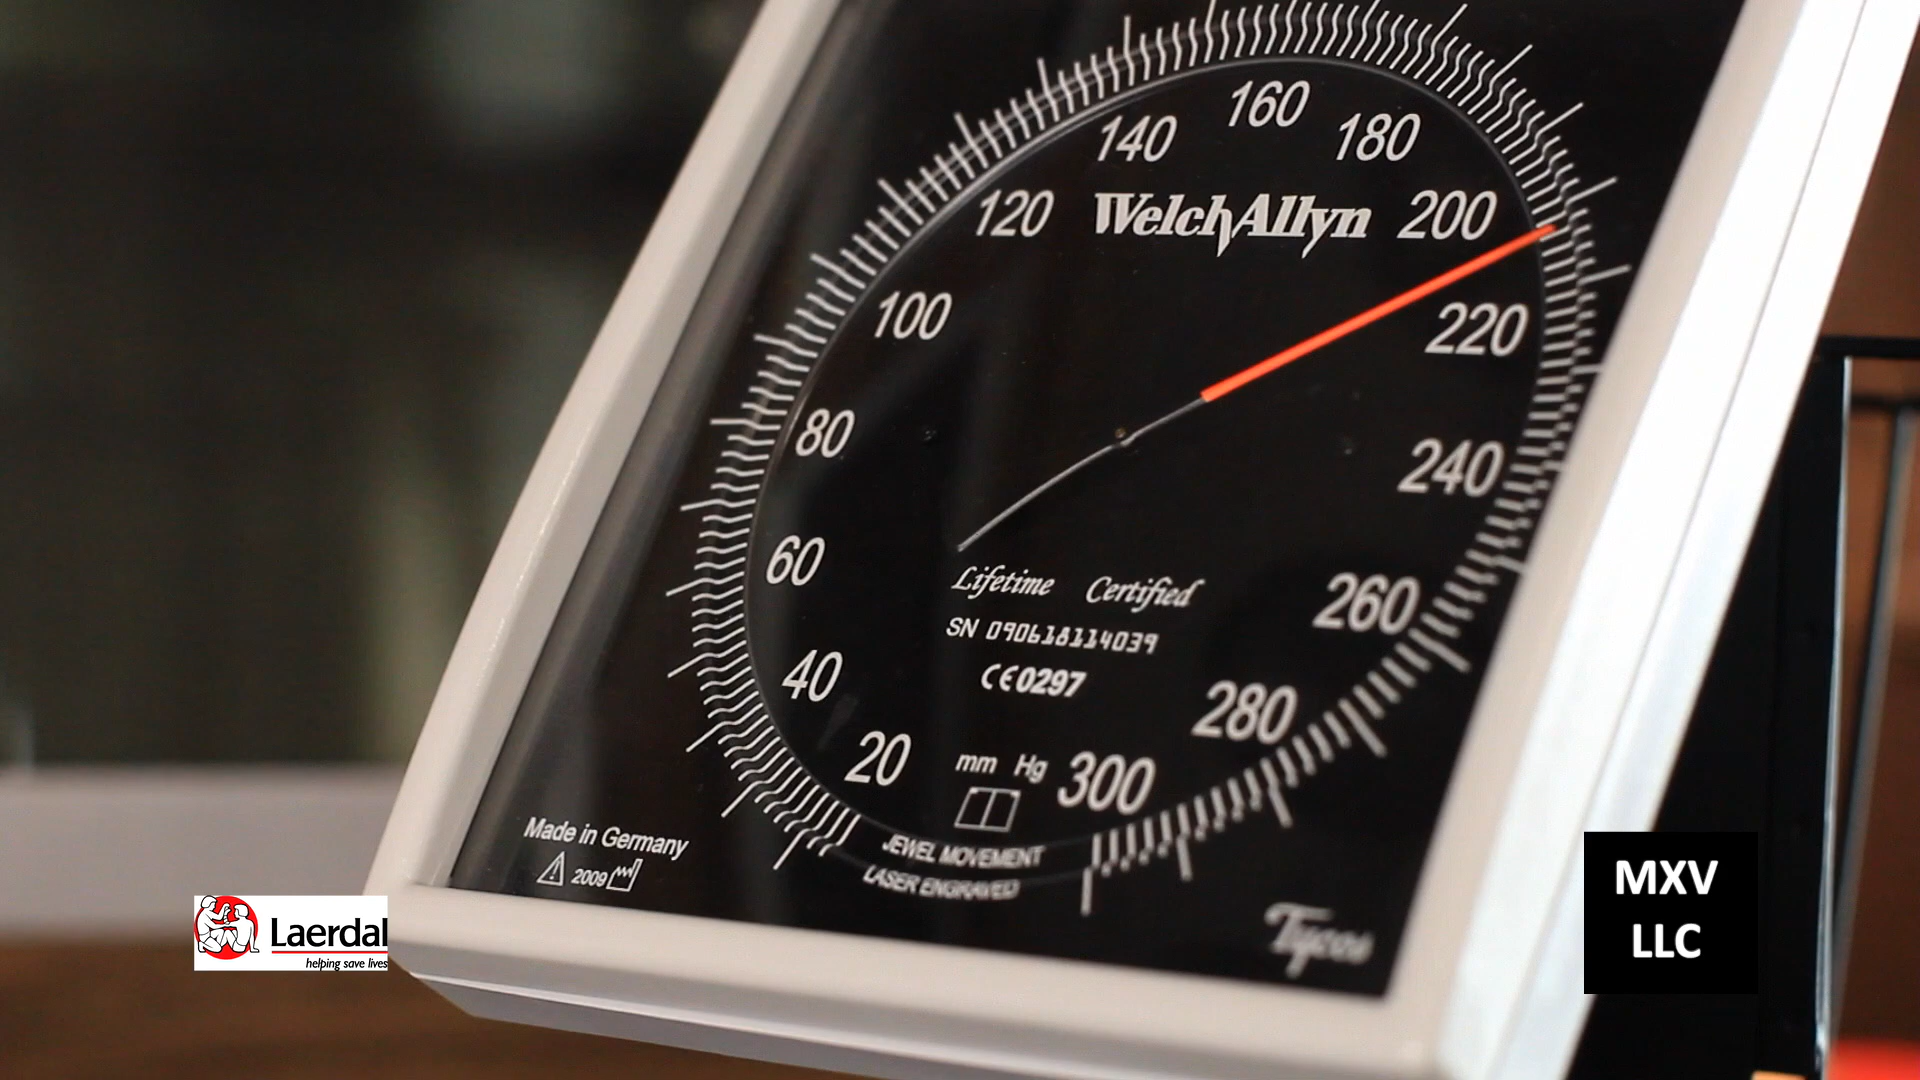 160
140
180
120
WelchAllyn
200
100
220
80
240
60
Lifetime Certified
260
SN 090618114039
CE0297
40
280
20
mm Hg
300
Made in Germany
2009
JEWEL MOVEMENT
LASER ENGRAVED
Tycos
Laerdal
helping save lives
MXV
LLC